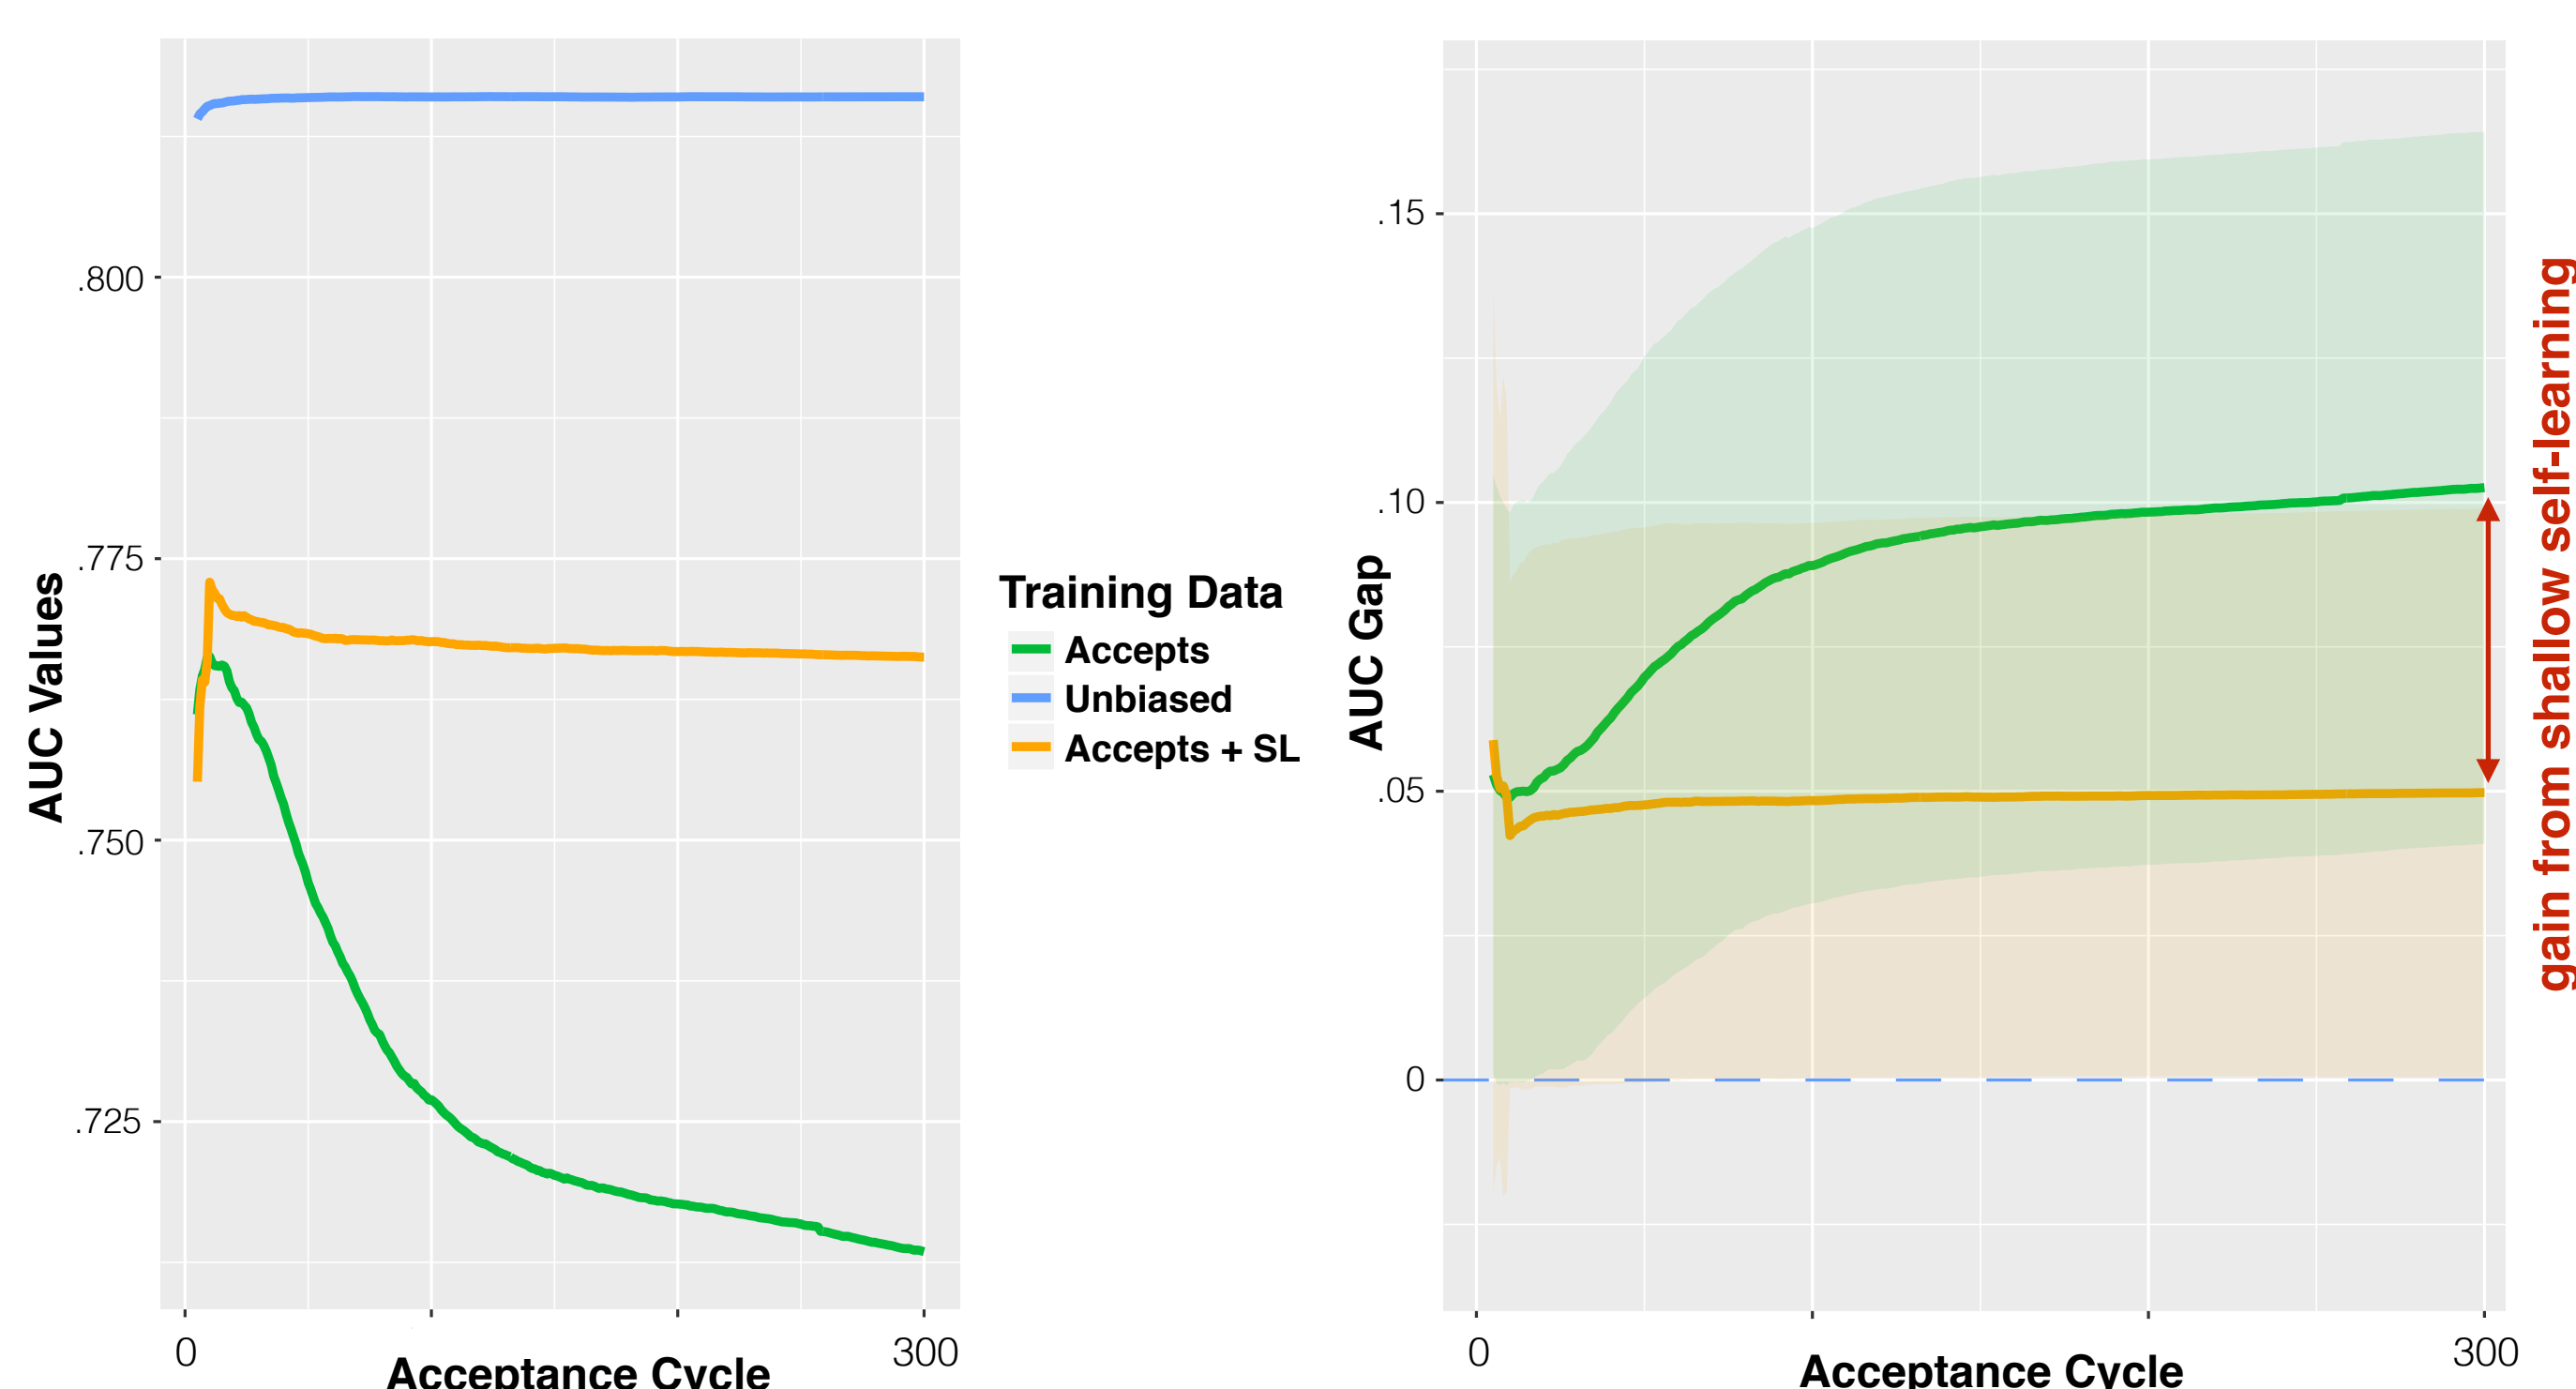 AUC Values
.800
.775
.750
.725
0
300
Acceptance Cycle
Training Data
Accepts
Unbiased
Accepts + SL
AUC Gap
.15
.10
.05
0
0
300
Acceptance Cycle
gain from shallow self-learning